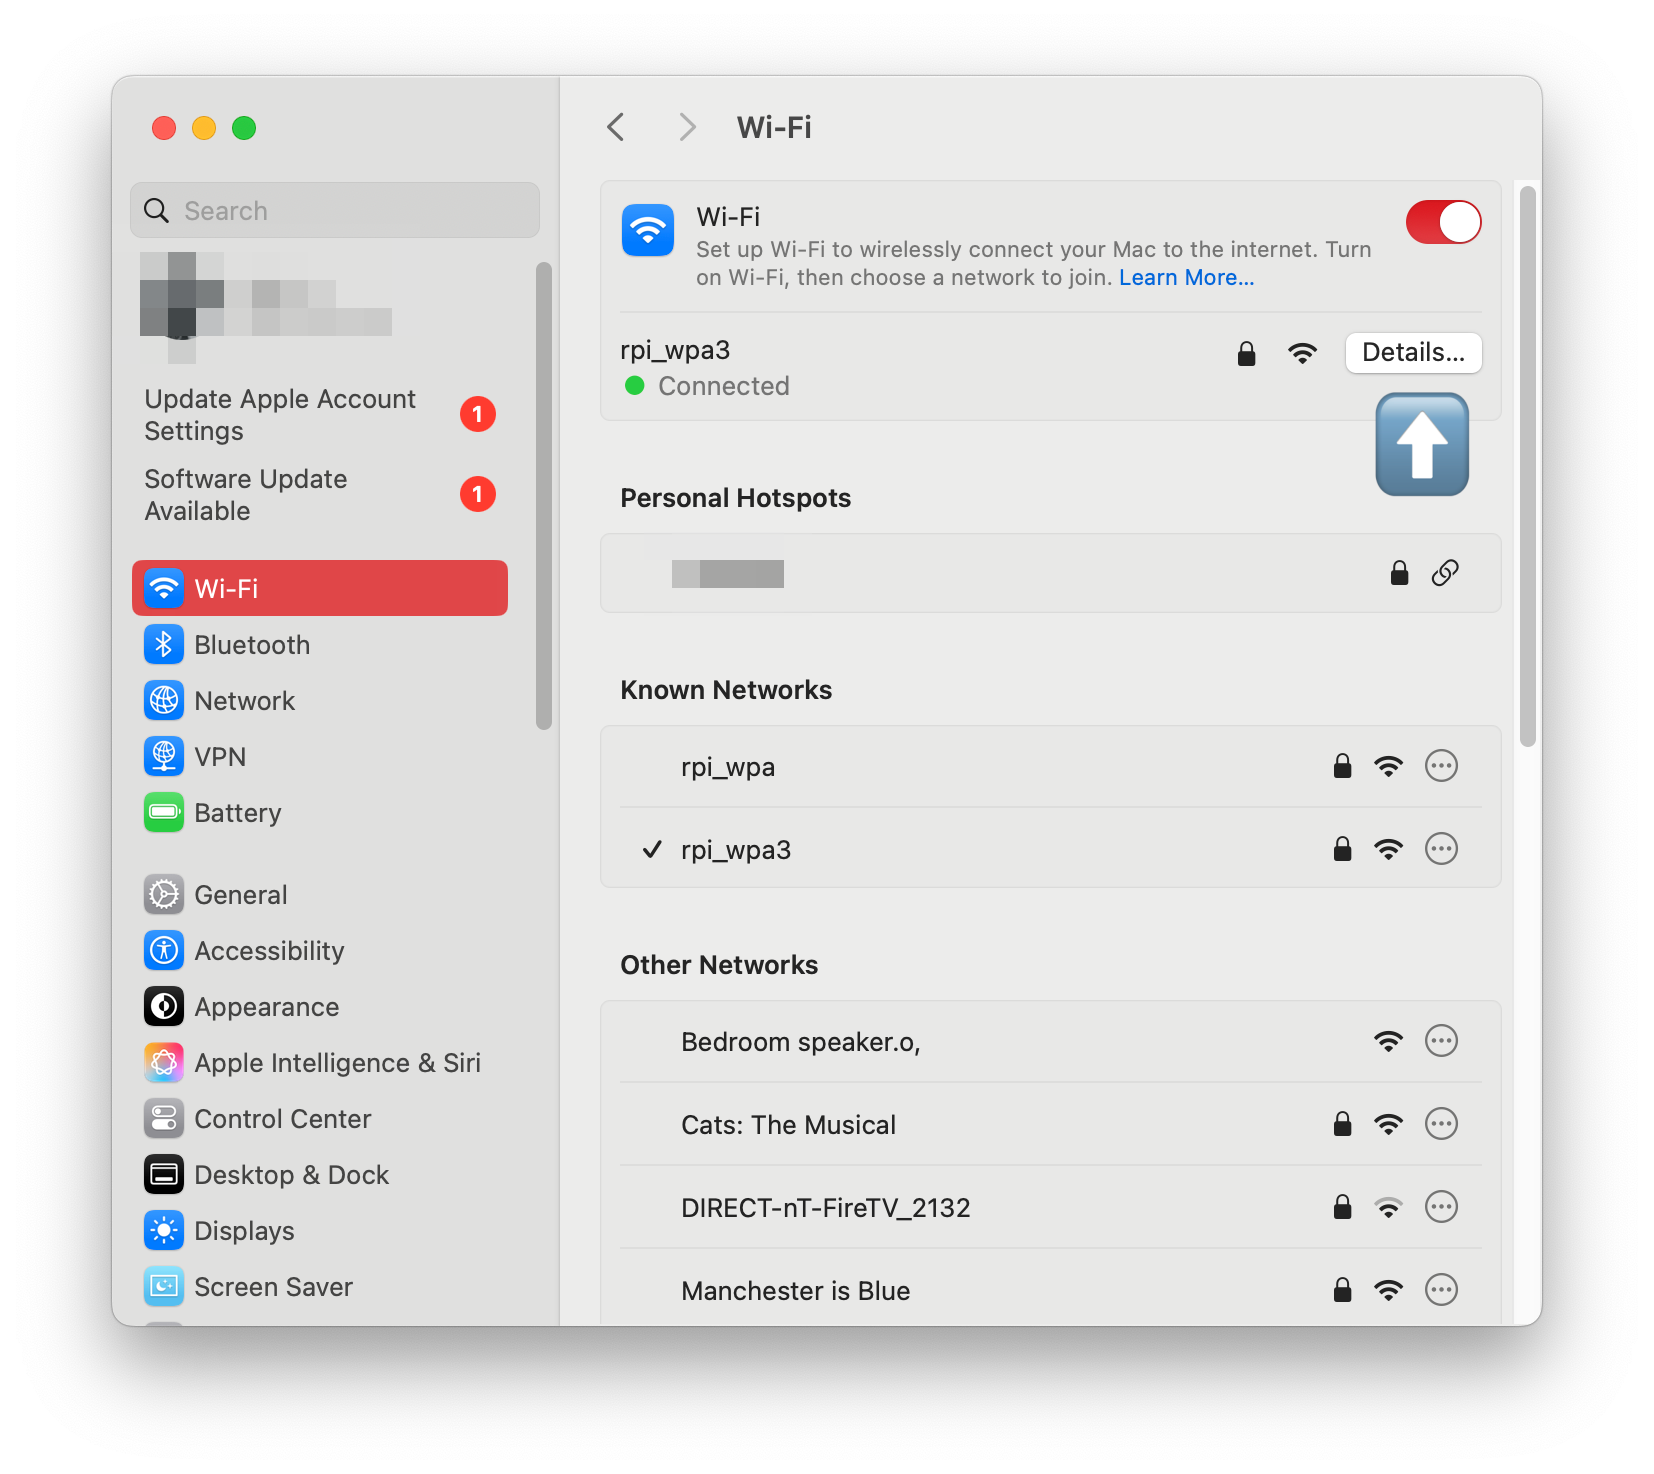 Search
Update Apple Account
Settings
1
Software Update
Available
1
Wi-Fi
Bluetooth
Network
VPN
Battery
General
Accessibility
Appearance
Apple Intelligence & Siri
Control Center
Desktop & Dock
Displays
Screen Saver
Wi-Fi
Wi-Fi
Set up Wi-Fi to wirelessly connect your Mac to the internet. Turn
on Wi-Fi, then choose a network to join. Learn More...
rpi_wpa3
Connected
Details...
Personal Hotspots
Known Networks
rpi_wpa
rpi_wpa3
Other Networks
Bedroom speaker.o,
Cats: The Musical
DIRECT-nT-FireTV_2132
Manchester is Blue